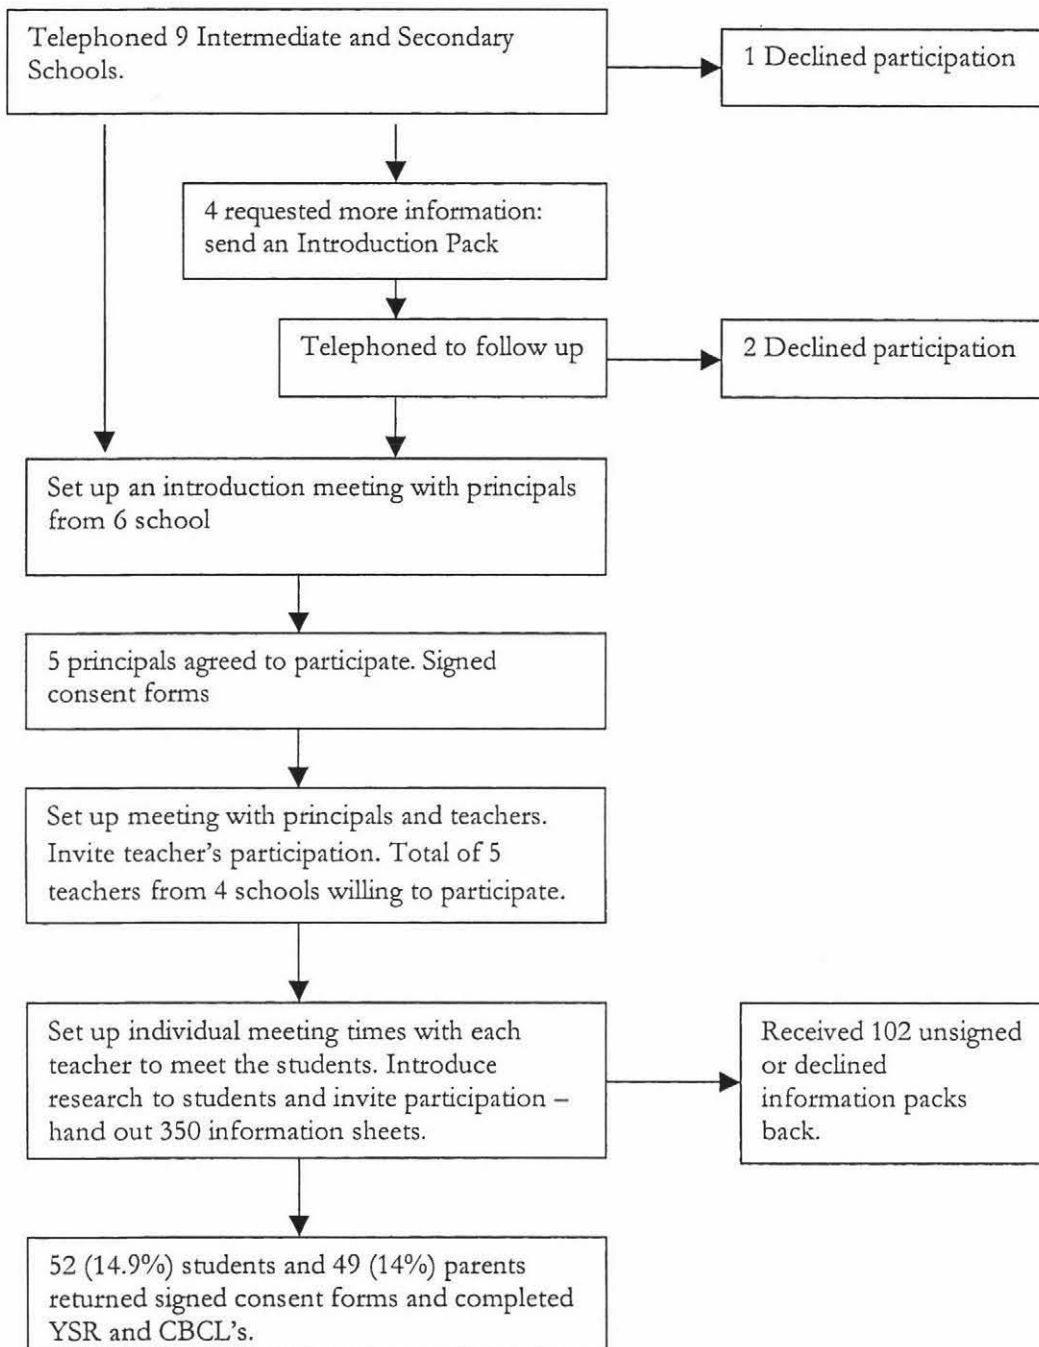 Telephoned 9 Intermediate and Secondary
Schools.
1 Declined participation
4 requested more information:
send an Introduction Pack
Telephoned to follow up
2 Declined participation
Set up an introduction meeting with principals
from 6 school
5 principals agreed to participate. Signed
consent forms
Set up meeting with principals and teachers.
Invite teacher's participation. Total of 5
teachers from 4 schools willing to participate.
Set up individual meeting times with each
teacher to meet the students. Introduce
research to students and invite participation –
hand out 350 information sheets.
Received 102 unsigned
or declined
information packs
back.
52 (14.9%) students and 49 (14%) parents
returned signed consent forms and completed
YSR and CBCL's.